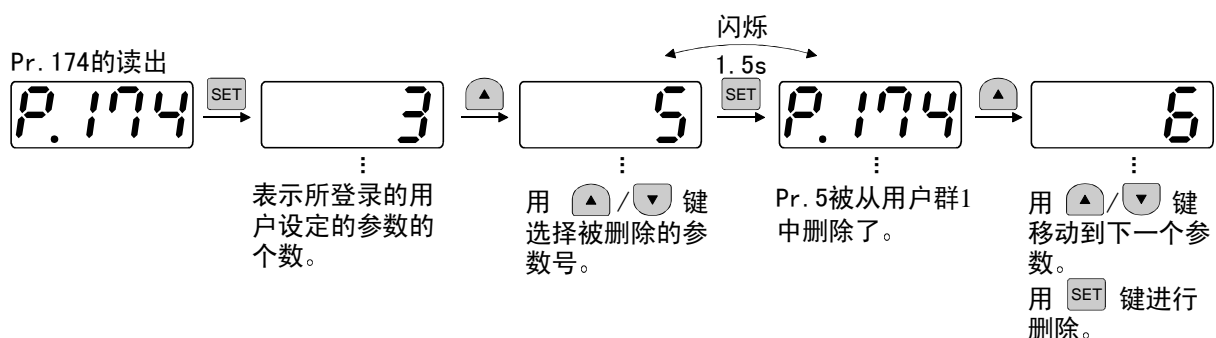 闪烁
Pr.174的读出
1.5s
P.174 SET 3 ▲ 5 SET P.174 ▲ 6
⋮
表示所登录的用
户设定的参数的
个数。
⋮
用 ▲/▼ 键
选择被删除的参
数号。
⋮
Pr.5被从用户群1
中删除了。
⋮
用 ▲/▼ 键
移动到下一个参
数。
用 SET 键进行
删除。